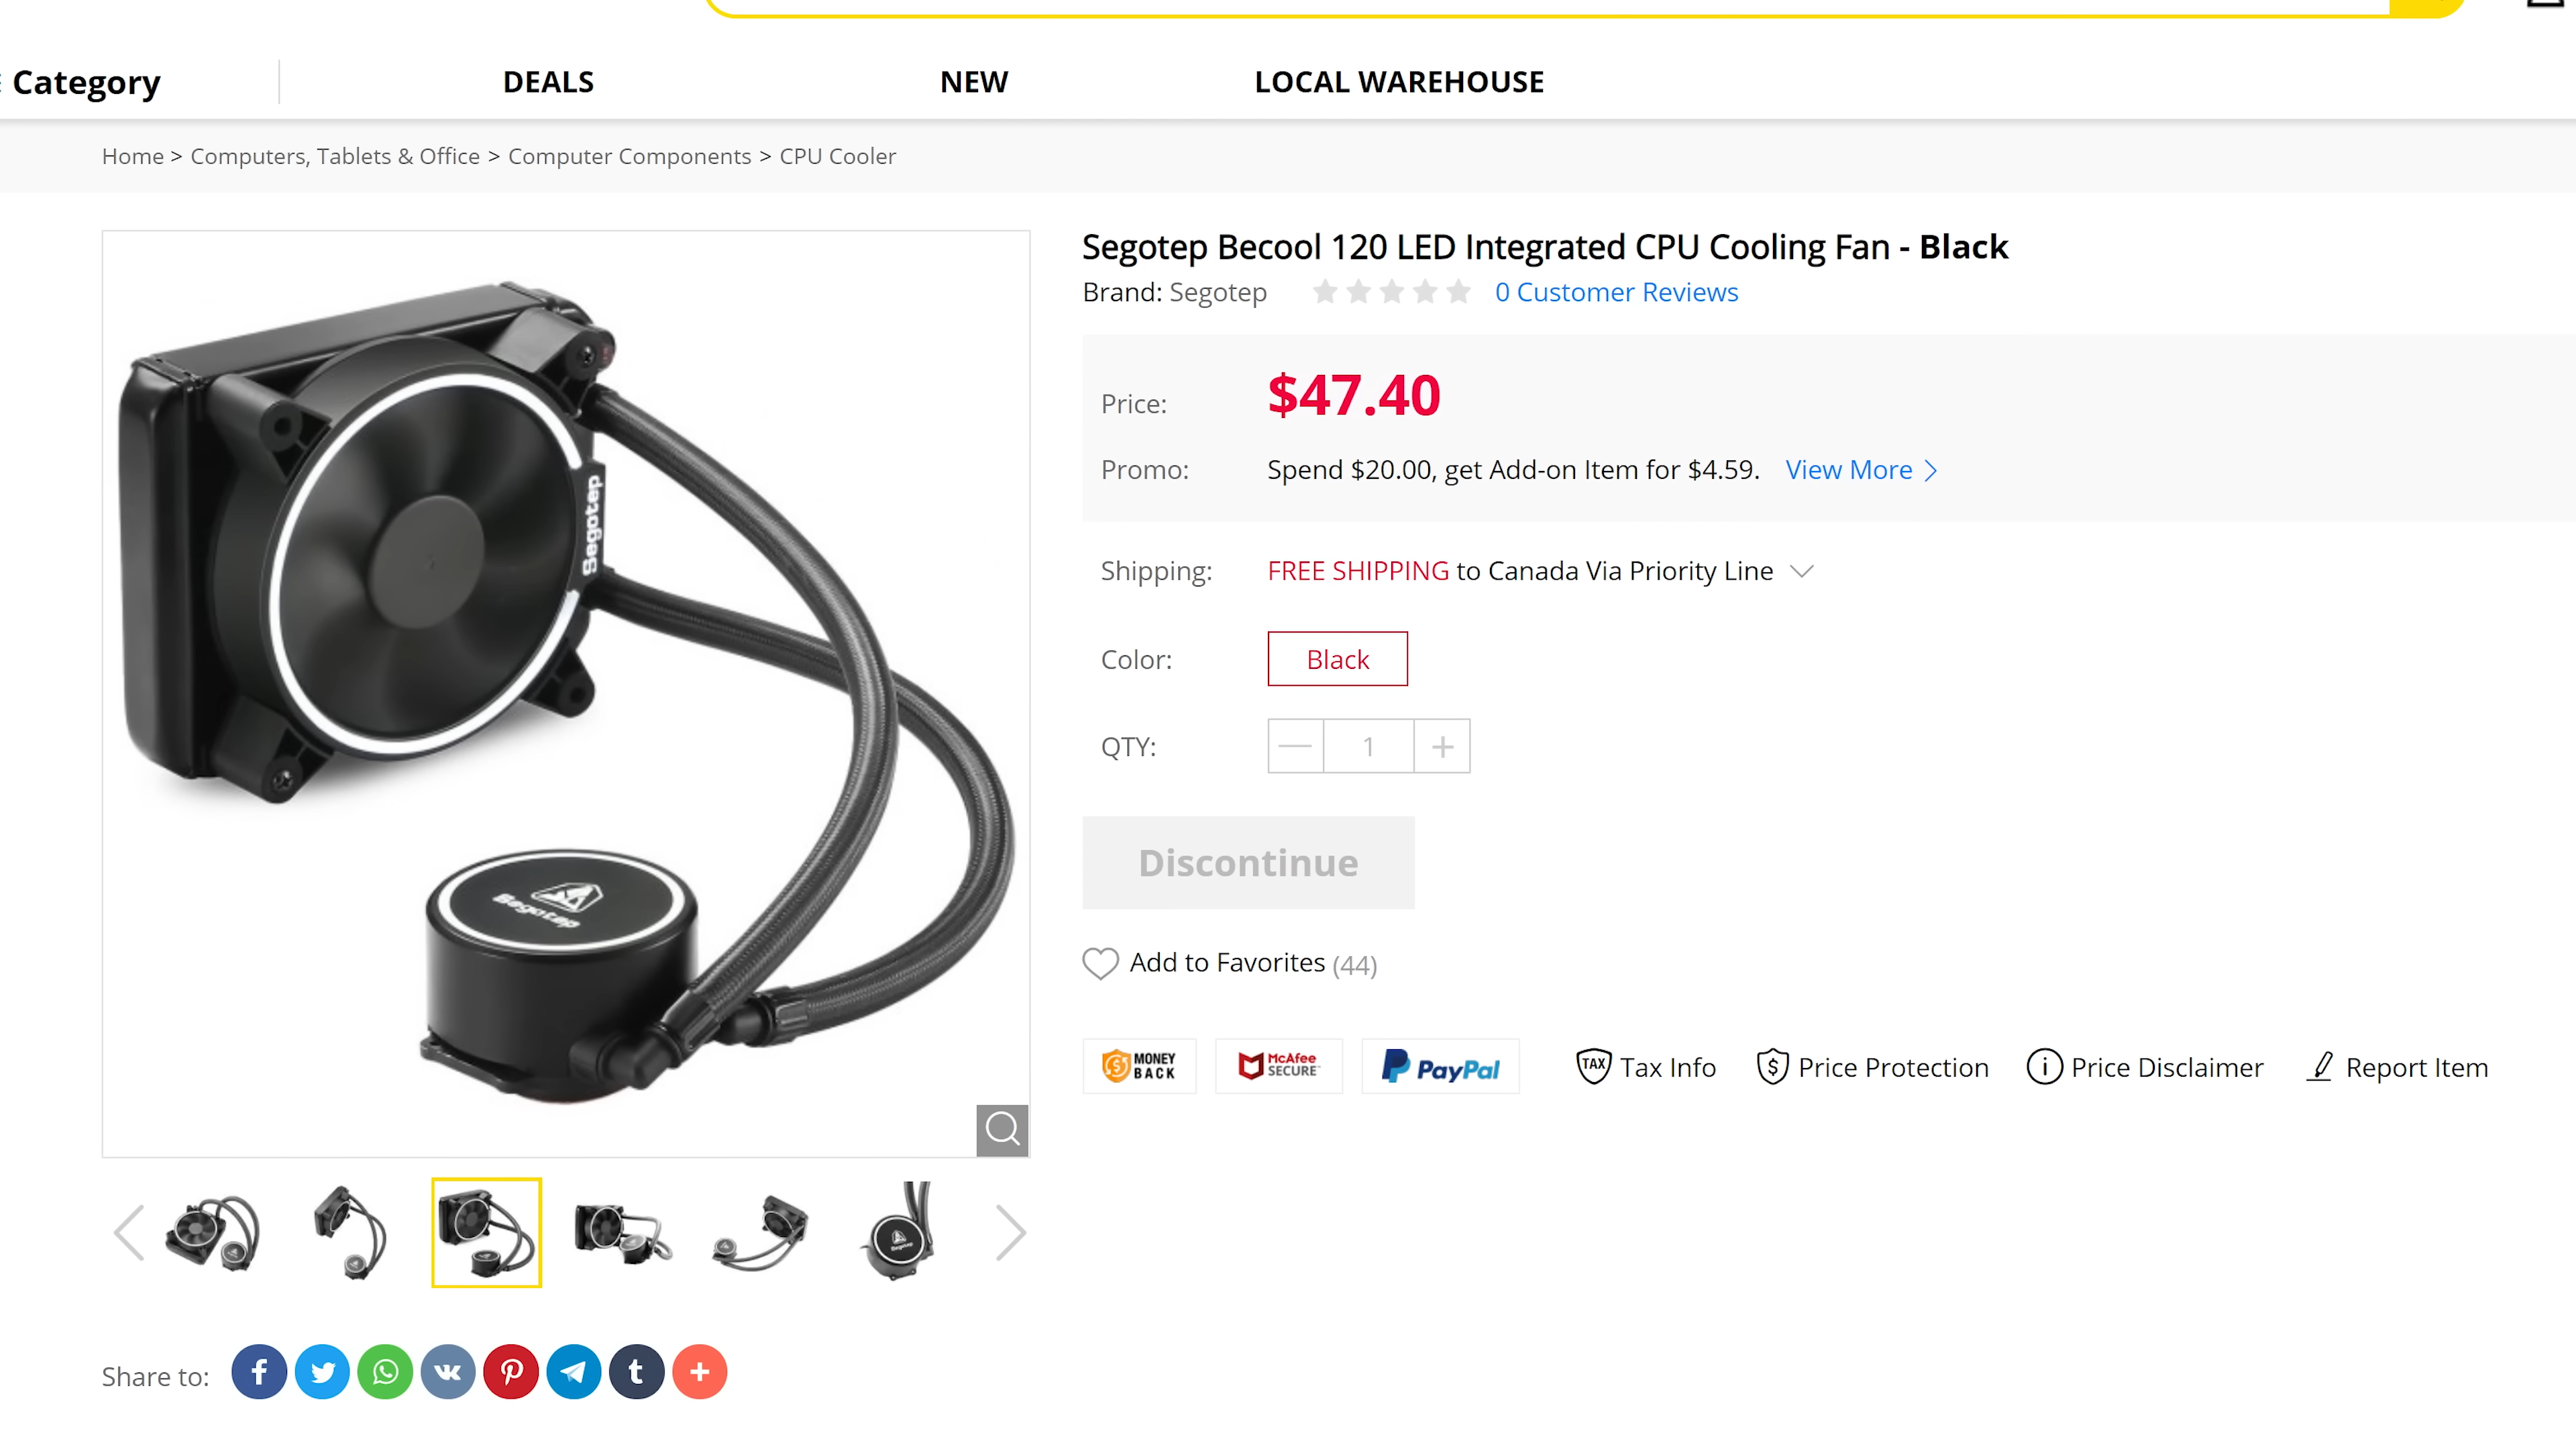 Category
DEALS
NEW
LOCAL WAREHOUSE
Home > Computers, Tablets & Office > Computer Components > CPU Cooler
Segotep Becool 120 LED Integrated CPU Cooling Fan - Black
Brand: Segotep
0 Customer Reviews
Price: $47.40
Promo: Spend $20.00, get Add-on Item for $4.59. View More
Shipping: FREE SHIPPING to Canada Via Priority Line
Color: Black
QTY: 1
Discontinue
Add to Favorites (44)
MONEY
BACK
McAfee
SECURE
PayPal
TAX
Tax Info
Price Protection
Price Disclaimer
Report Item
Segotep
Segotep
Share to: